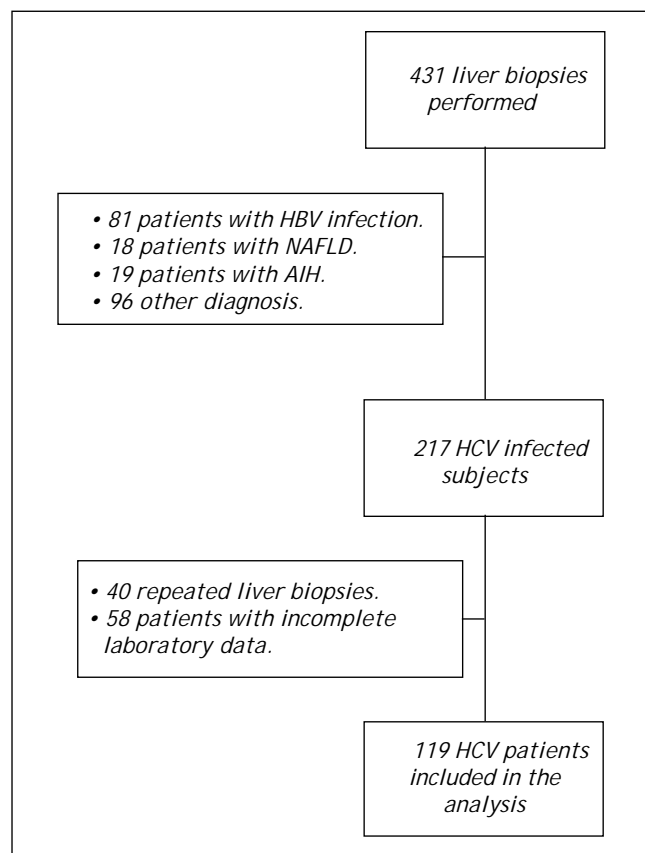 431 liver biopsies
performed
• 81 patients with HBV infection.
• 18 patients with NAFLD.
• 19 patients with AIH.
• 96 other diagnosis.
217 HCV infected
subjects
• 40 repeated liver biopsies.
• 58 patients with incomplete
laboratory data.
119 HCV patients
included in the
analysis